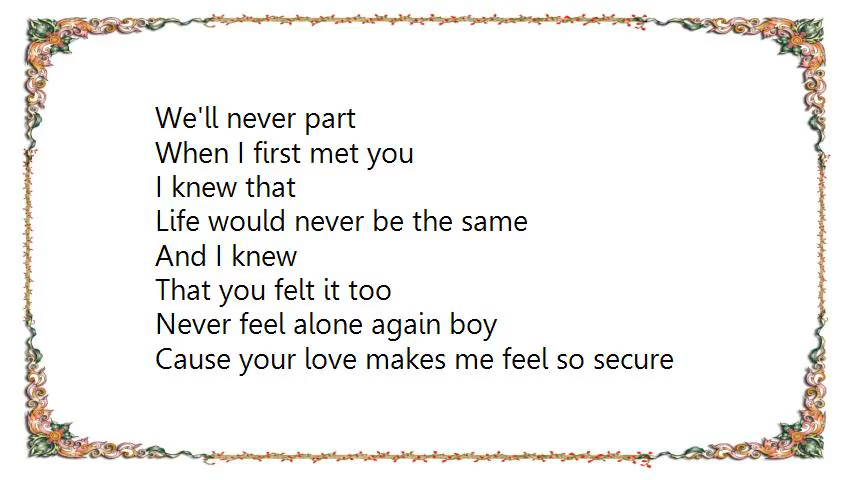 We'll never part
When I first met you
I knew that
Life would never be the same
And I knew
That you felt it too
Never feel alone again boy
Cause your love makes me feel so secure